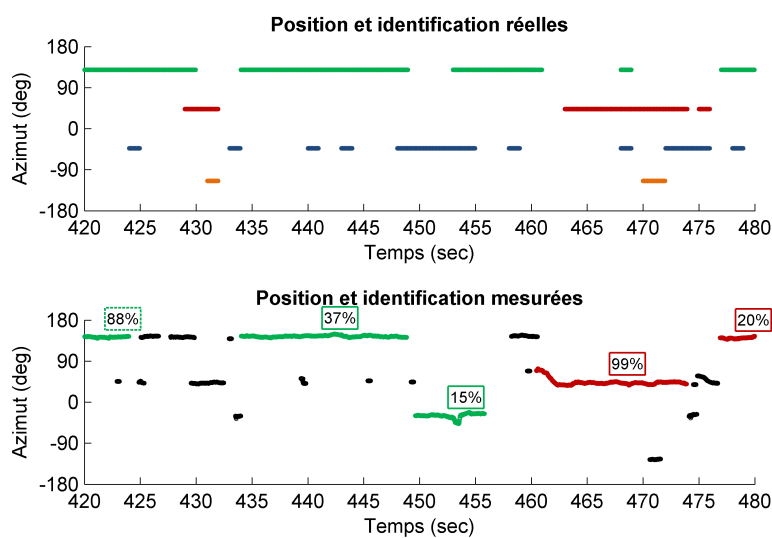 Position et identification réelles
180
90
0
-90
-180
Azimut (deg)
420 425 430 435 440 445 450 455 460 465 470 475 480
Temps (sec)
Position et identification mesurées
180
90
0
-90
-180
Azimut (deg)
88%
37%
15%
99%
20%
420 425 430 435 440 445 450 455 460 465 470 475 480
Temps (sec)